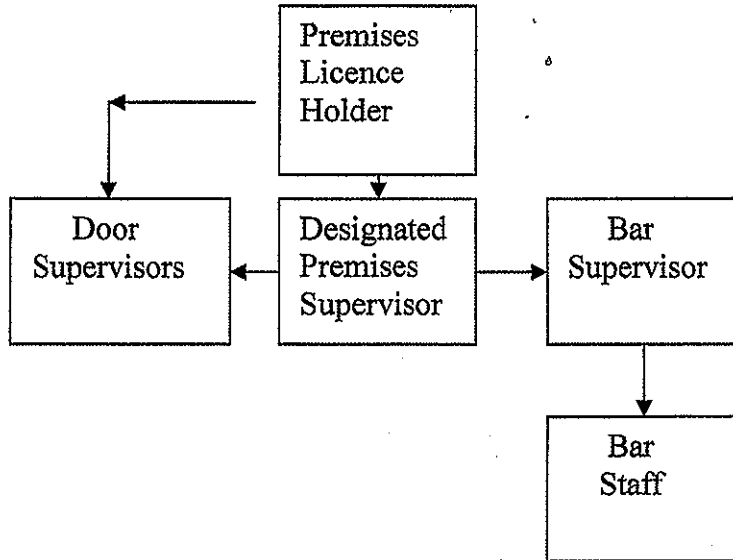 Premises
Licence
Holder
Door
Supervisors
Designated
Premises
Supervisor
Bar
Supervisor
Bar
Staff